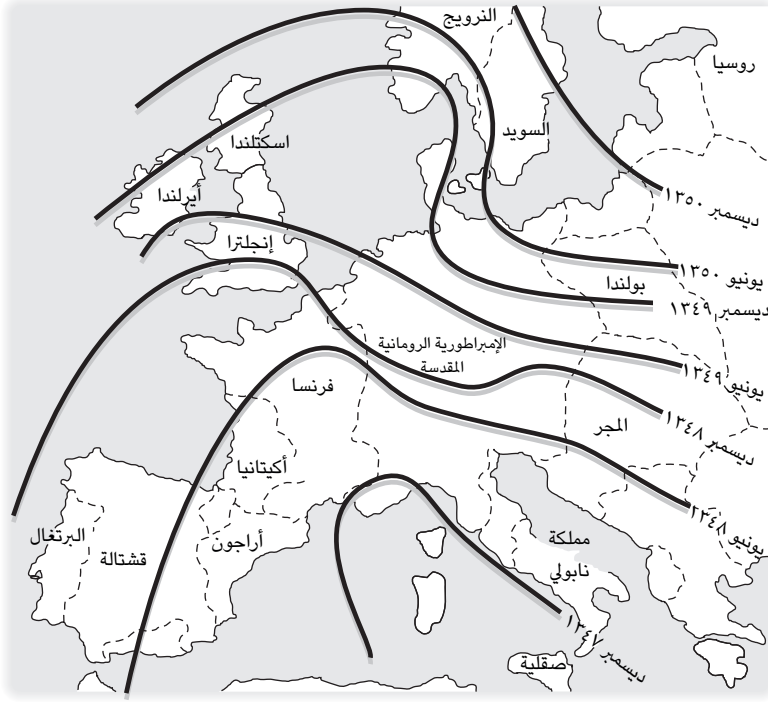 النرويج
روسيا
السويد
اسكتلندا
أيرلندا
ديسمبر ١٣٥٠
إنجلترا
يونيو ١٣٥٠
بولندا
ديسمبر ١٣٤٩
الإمبراطورية الرومانية
المقدسة
يونيو ١٣٤٩
فرنسا
ديسمبر ١٣٤٨
المجر
أكيتانيا
يونيو ١٣٤٨
البرتغال
قشتالة
أراجون
مملكة
نابولي
ديسمبر ١٣٤٧
صقلية